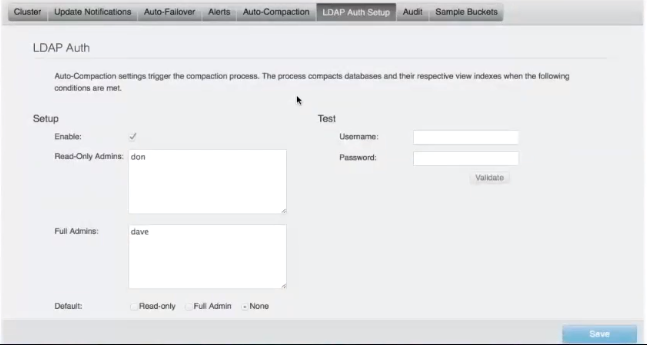 Cluster Update Notifications Auto-Failover Alerts Auto-Compaction LDAP Auth Setup Audit Sample Buckets
LDAP Auth
Auto-Compaction settings trigger the compaction process. The process compacts databases and their respective view indexes when the following
conditions are met.
Setup
Enable:
Read-Only Admins: don
Full Admins: dave
Default: Read-only Full Admin None
Test
Username:
Password:
Validate
Save